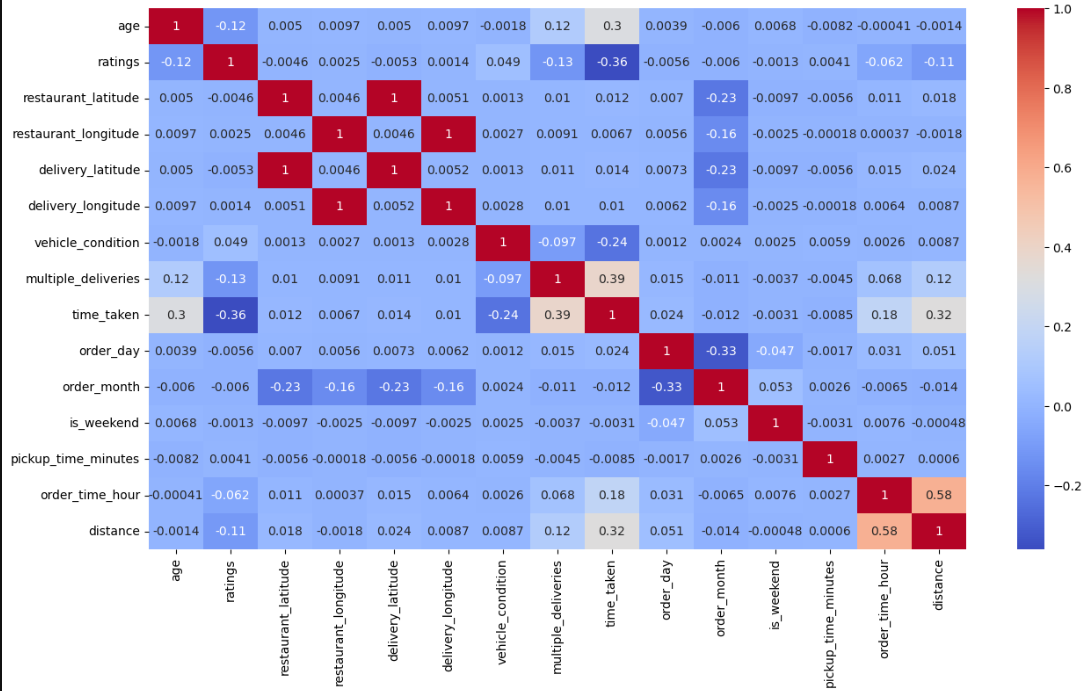 age 1 -0.12 0.005 0.0097 0.005 0.0097 -0.0018 0.12 0.3 0.0039 -0.006 0.0068 -0.0082 -0.00041 -0.0014
ratings -0.12 1 -0.0046 0.0025 -0.0053 0.0014 0.049 -0.13 -0.36 -0.0056 -0.006 -0.0013 0.0041 -0.062 -0.11
restaurant_latitude 0.005 -0.0046 1 0.0046 1 0.0051 0.0013 0.01 0.012 0.007 -0.23 -0.0097 -0.0056 0.011 0.018
restaurant_longitude 0.0097 0.0025 0.0046 1 0.0046 1 0.0027 0.0091 0.0067 0.0056 -0.16 -0.0025 -0.00018 0.00037 -0.0018
delivery_latitude 0.005 -0.0053 1 0.0046 1 0.0052 0.0013 0.011 0.014 0.0073 -0.23 -0.0097 -0.0056 0.015 0.024
delivery_longitude 0.0097 0.0014 0.0051 1 0.0052 1 0.0028 0.01 0.01 0.0062 -0.16 -0.0025 -0.00018 0.0064 0.0087
vehicle_condition -0.0018 0.049 0.0013 0.0027 0.0013 0.0028 1 -0.097 -0.24 0.0012 0.0024 0.0025 0.0059 0.0026 0.0087
multiple_deliveries 0.12 -0.13 0.01 0.0091 0.011 0.01 -0.097 1 0.39 0.015 -0.011 -0.0037 -0.0045 0.068 0.12
time_taken 0.3 -0.36 0.012 0.0067 0.014 0.01 -0.24 0.39 1 0.024 -0.012 -0.0031 -0.0085 0.18 0.32
order_day 0.0039 -0.0056 0.007 0.0056 0.0073 0.0062 0.0012 0.015 0.024 1 -0.33 -0.047 -0.0017 0.031 0.051
order_month -0.006 -0.006 -0.23 -0.16 -0.23 -0.16 0.0024 -0.011 -0.012 -0.33 1 0.053 0.0026 -0.0065 -0.014
is_weekend 0.0068 -0.0013 -0.0097 -0.0025 -0.0097 -0.0025 0.0025 -0.0037 -0.0031 -0.047 0.053 1 -0.0031 0.0076 -0.00048
pickup_time_minutes -0.0082 0.0041 -0.0056 -0.00018 -0.0056 -0.00018 0.0059 -0.0045 -0.0085 -0.0017 0.0026 -0.0031 1 0.0027 0.0006
order_time_hour -0.00041 -0.062 0.011 0.00037 0.015 0.0064 0.0026 0.068 0.18 0.031 -0.0065 0.0076 0.0027 1 0.58
distance -0.0014 -0.11 0.018 -0.0018 0.024 0.0087 0.0087 0.12 0.32 0.051 -0.014 -0.00048 0.0006 0.58 1
age
ratings
restaurant_latitude
restaurant_longitude
delivery_latitude
delivery_longitude
vehicle_condition
multiple_deliveries
time_taken
order_day
order_month
is_weekend
pickup_time_minutes
order_time_hour
distance
1.0
0.8
0.6
0.4
0.2
0.0
−0.2